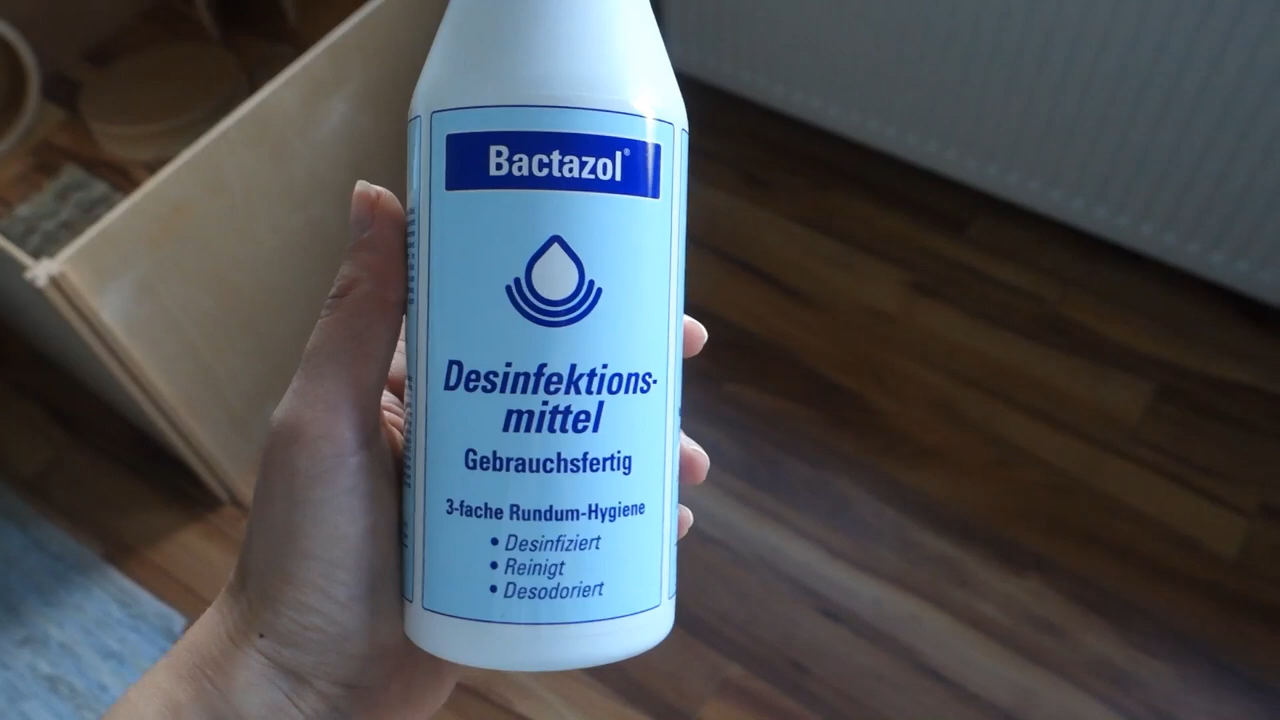 Bactazol®
Desinfektions-
mittel
Gebrauchsfertig
3-fache Rundum-Hygiene
• Desinfiziert
• Reinigt
• Desodoriert